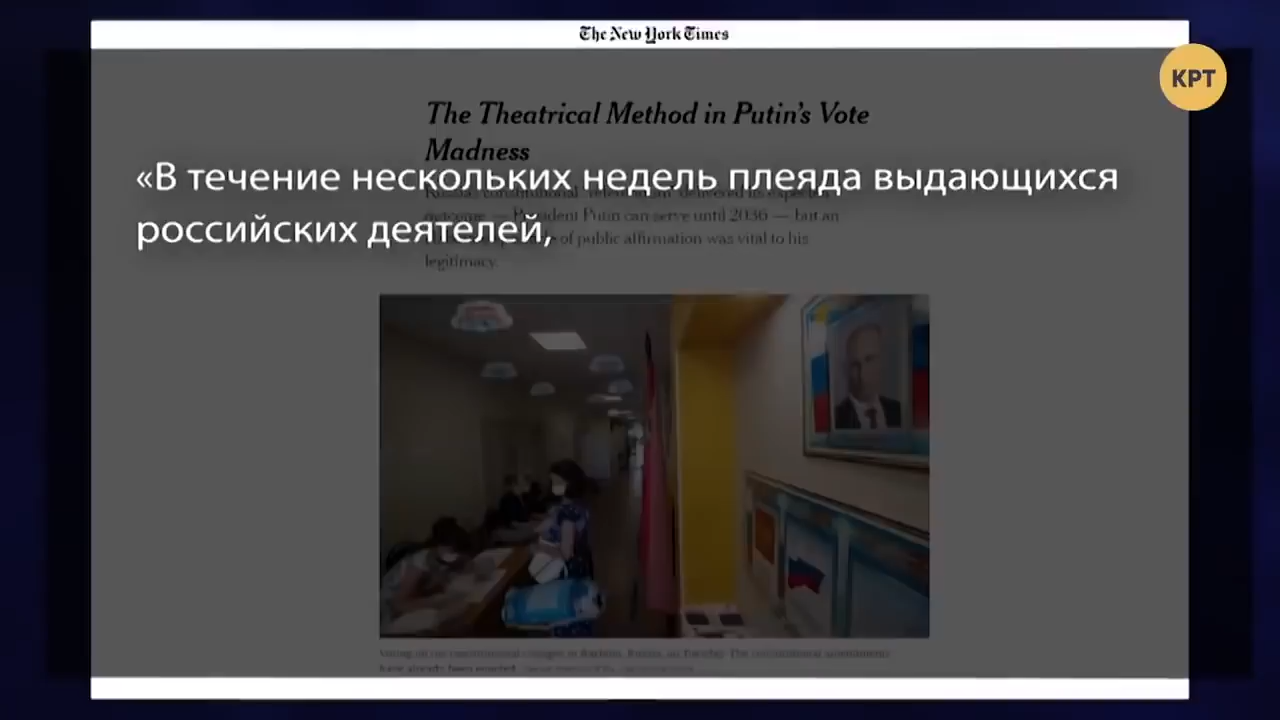 The New York Times
КРТ
The Theatrical Method in Putin's Vote
Madness
«В течение нескольких недель плеяда выдающихся
российских деятелей,
President Putin can serve until 2036 — but an
of public affirmation was vital to his
legitimacy.